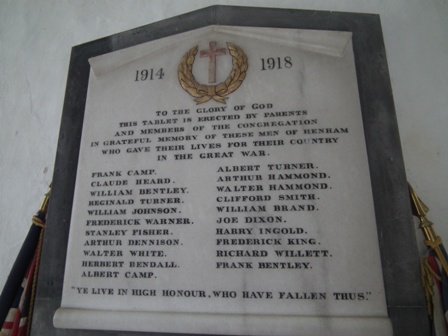 1914 1918
TO THE GLORY OF GOD
THIS TABLET IS ERECTED BY PARENTS
AND MEMBERS OF THE CONGREGATION
IN GRATEFUL MEMORY OF THESE MEN OF HENHAM
WHO GAVE THEIR LIVES FOR THEIR COUNTRY
IN THE GREAT WAR.
FRANK CAMP.
CLAUDE HEARD.
WILLIAM BENTLEY.
REGINALD TURNER.
WILLIAM JOHNSON.
FREDERICK WARNER.
STANLEY FISHER.
ARTHUR DENNISON.
WALTER WHITE.
HERBERT BENDALL.
ALBERT CAMP.
ALBERT TURNER.
ARTHUR HAMMOND.
WALTER HAMMOND.
CLIFFORD SMITH.
WILLIAM BRAND.
JOE DIXON.
HARRY INGOLD.
FREDERICK KING.
RICHARD WILLETT.
FRANK BENTLEY.
"YE LIVE IN HIGH HONOUR, WHO HAVE FALLEN THUS."